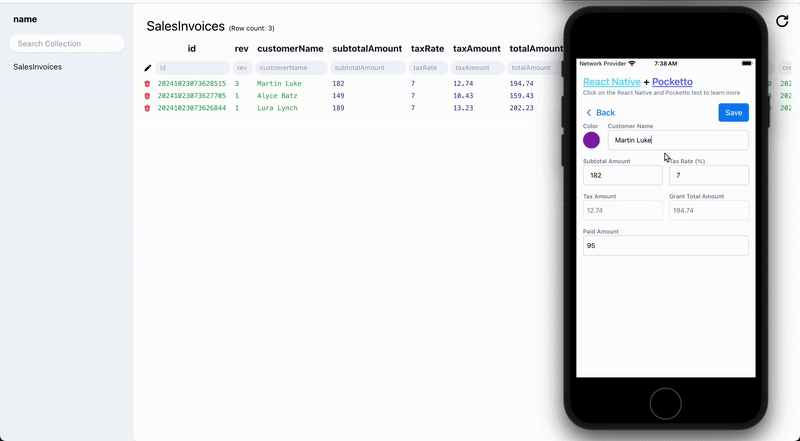 name
Search Collection
SalesInvoices
SalesInvoices (Row count: 3)
id rev customerName subtotalAmount taxRate taxAmount totalAmount
id rev customerName subtotalAmount taxRate taxAmount totalAmount
20241023073628515 3 Martin Luke 182 7 12.74 194.74
20241023073627705 1 Alyce Batz 149 7 10.43 159.43
20241023073626844 1 Lura Lynch 189 7 13.23 202.23
Network Provider 7:38 AM
React Native + Pocketto
Click on the React Native and Pocketto text to learn more
Back Save
Color Customer Name
Martin Luke
Subtotal Amount Tax Rate (%)
182 7
Tax Amount Grant Total Amount
12.74 194.74
Paid Amount
95